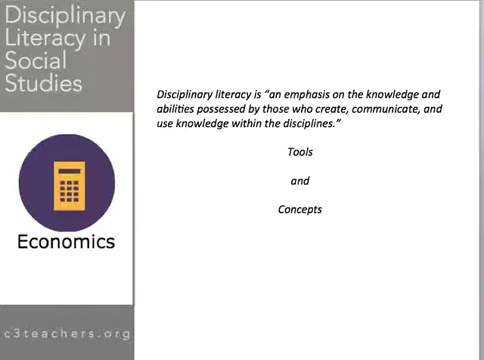 Disciplinary
Literacy in
Social
Studies
Economics
c3teachers.org
Disciplinary literacy is “an emphasis on the knowledge and
abilities possessed by those who create, communicate, and
use knowledge within the disciplines.”
Tools
and
Concepts